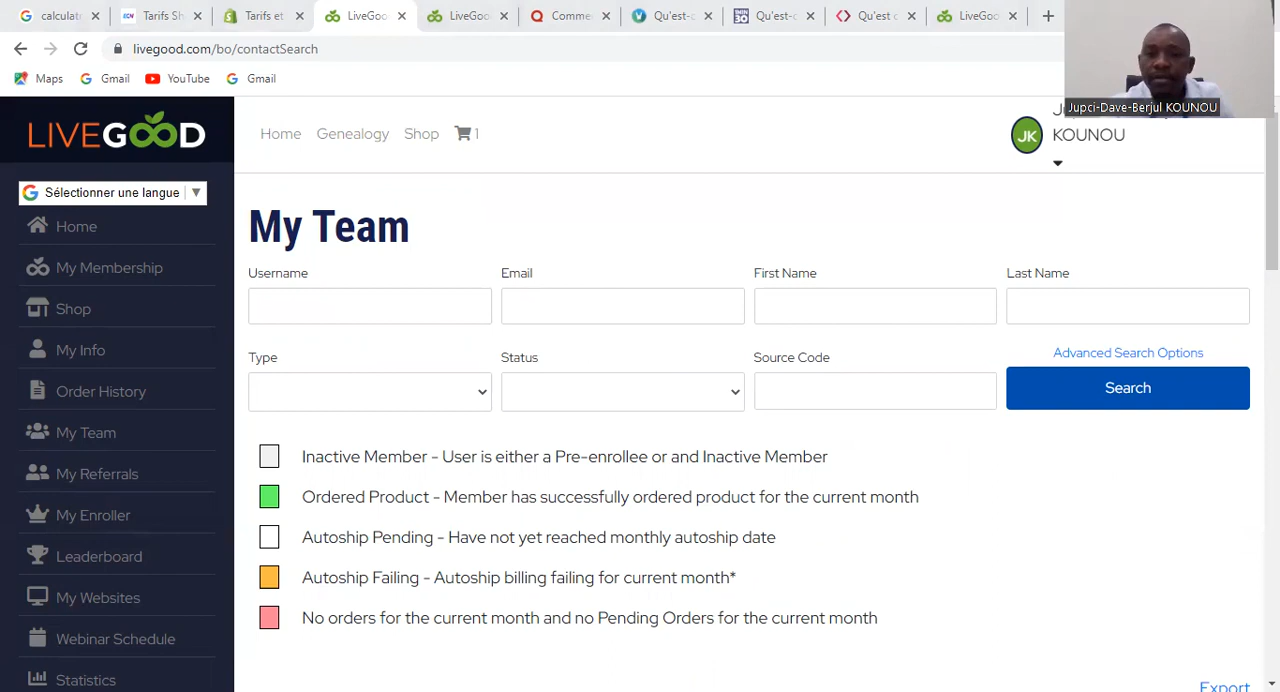 calculat
Tarifs Sh
Tarifs et
LiveGoo
LiveGoo
Comme
Qu'est-
Qu'est-c
Qu'est c
LiveGoo
livegood.com/bo/contactSearch
Maps
Gmail
YouTube
Gmail
Jupci-Dave-Berjul KOUNOU
LIVEGOOD
Home
Genealogy
Shop
1
JK
KOUNOU
Sélectionner une langue
Home
My Membership
Shop
My Info
Order History
My Team
My Referrals
My Enroller
Leaderboard
My Websites
Webinar Schedule
Statistics
My Team
Username
Email
First Name
Last Name
Type
Status
Source Code
Advanced Search Options
Search
Inactive Member - User is either a Pre-enrollee or and Inactive Member
Ordered Product - Member has successfully ordered product for the current month
Autoship Pending - Have not yet reached monthly autoship date
Autoship Failing - Autoship billing failing for current month*
No orders for the current month and no Pending Orders for the current month
Export